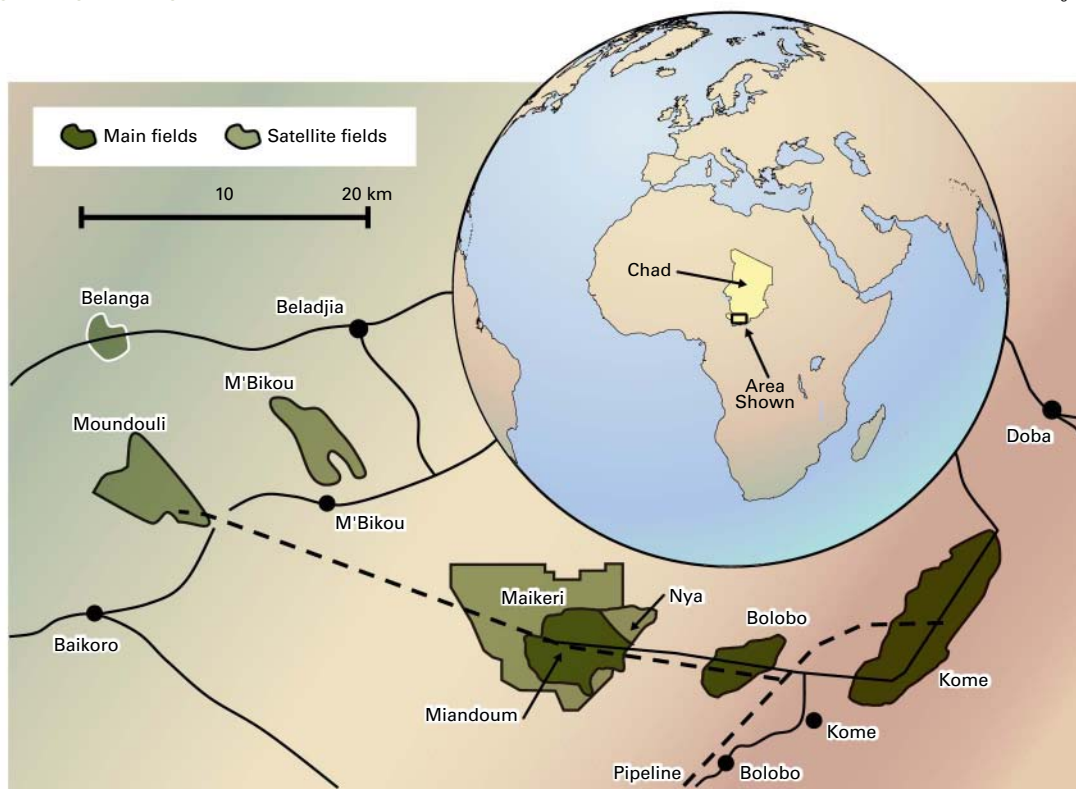 Main fields
Satellite fields
10
20 km
Chad
Area
Shown
Belanga
Beladjia
M'Bikou
Moundouli
M'Bikou
Doba
Baikoro
Maikeri
Nya
Bolobo
Miandoum
Kome
Kome
Pipeline
Bolobo